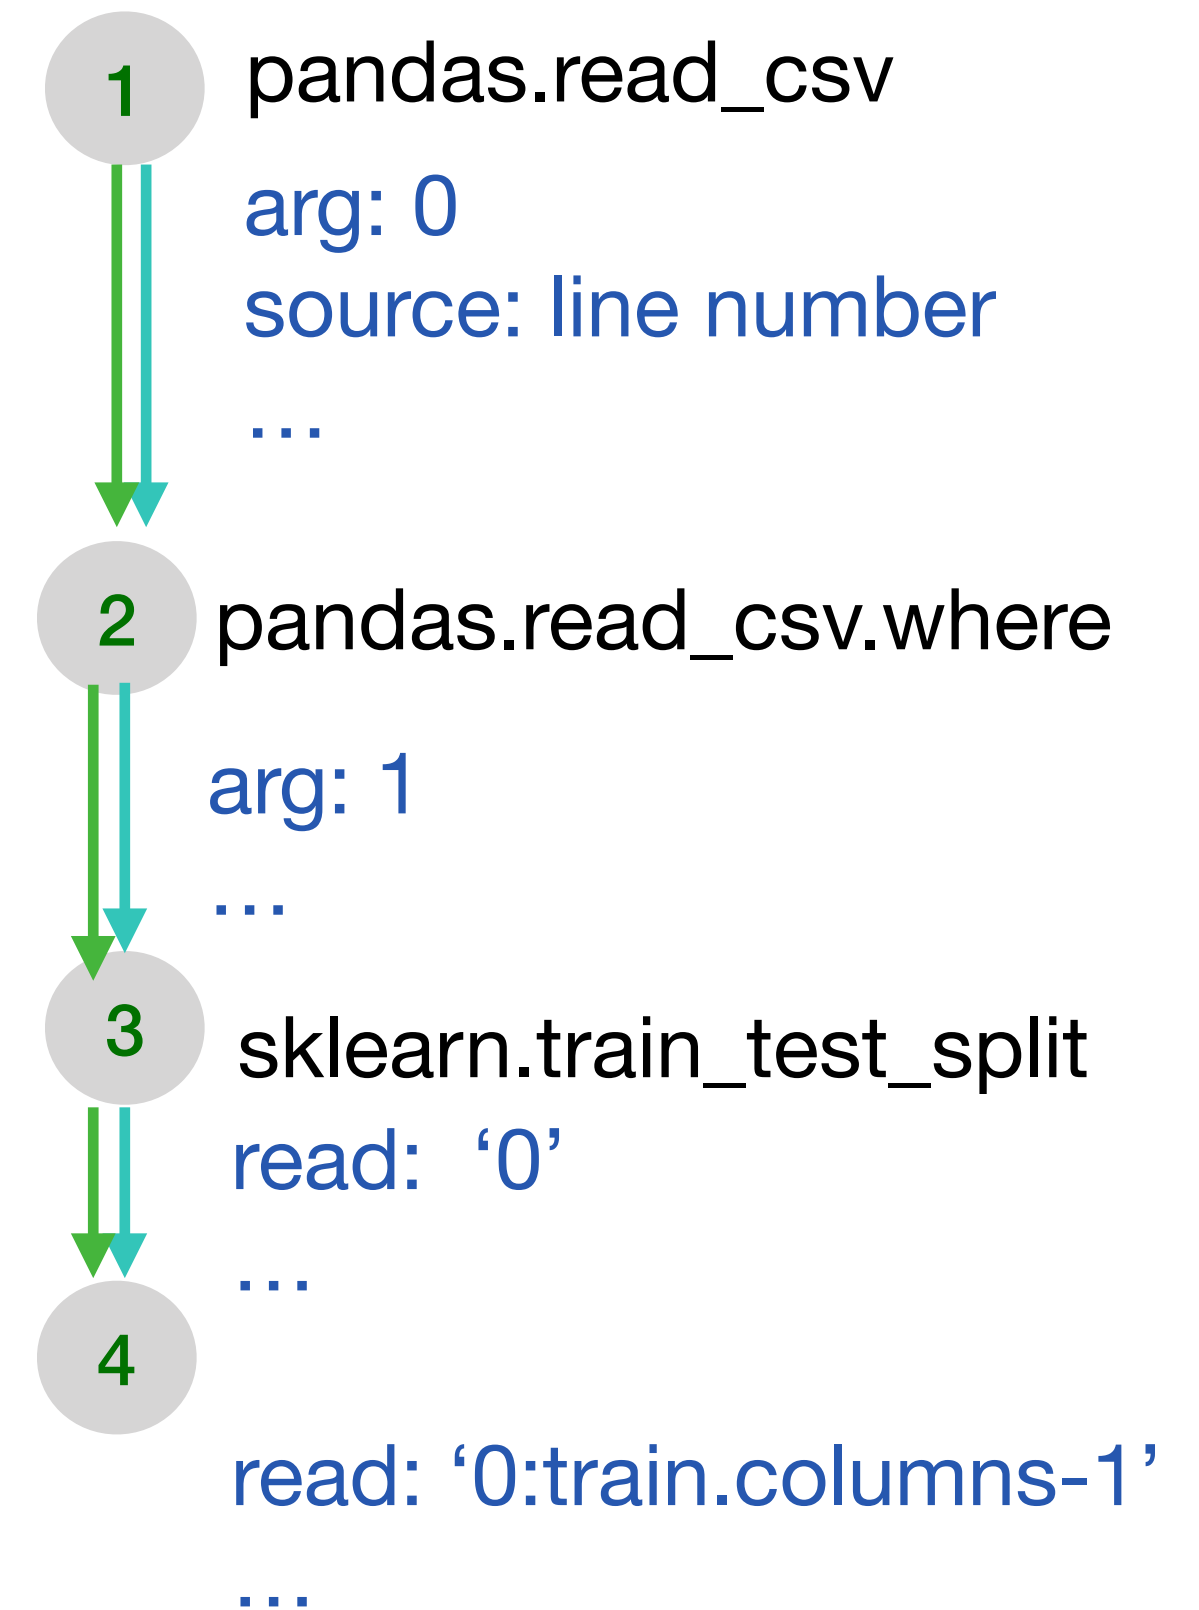 1
pandas.read_csv
arg: 0
source: line number
…
2
pandas.read_csv.where
arg: 1
…
3
sklearn.train_test_split
read:  ‘0’
…
4
read: ‘0:train.columns-1’
…